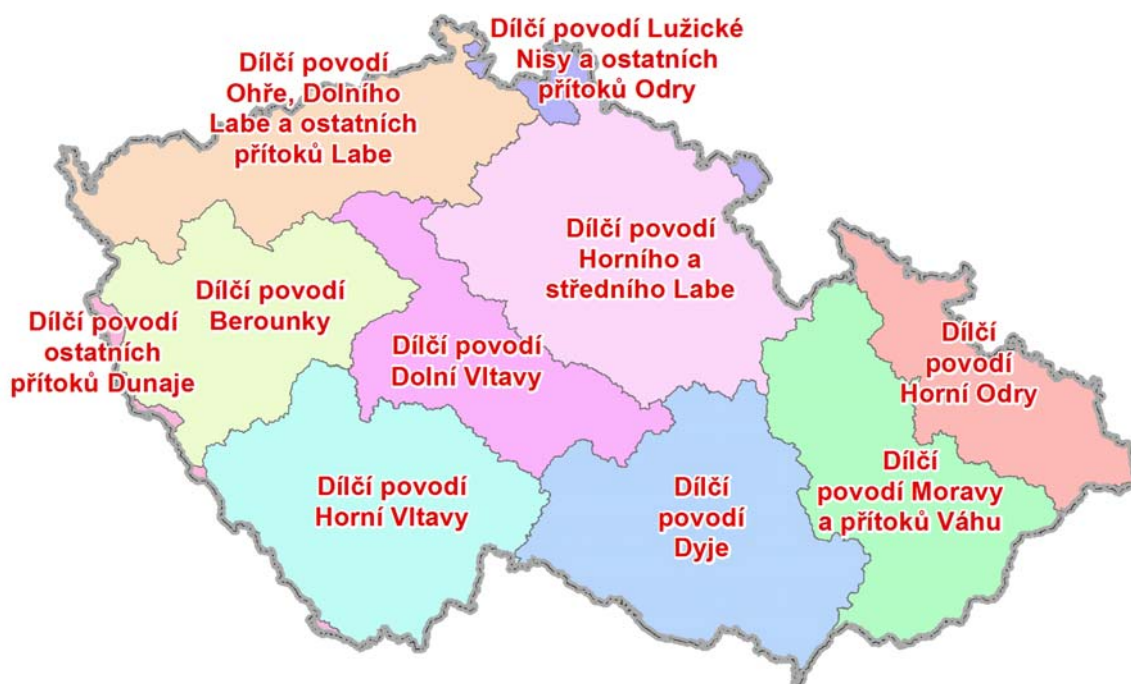 Dílčí povodí
Ohře, Dolního
Labe a ostatních
přítoků Labe
Dílčí povodí Lužické
Nisy a ostatních
přítoků Odry
Dílčí povodí
Horního a
středního Labe
Dílčí povodí
Berounky
Dílčí povodí
ostatních
přítoků Dunaje
Dílčí povodí
Dolní Vltavy
Dílčí
povodí
Horní Odry
Dílčí povodí
Horní Vltavy
Dílčí
povodí
Dyje
Dílčí
povodí Moravy
a přítoků Váhu